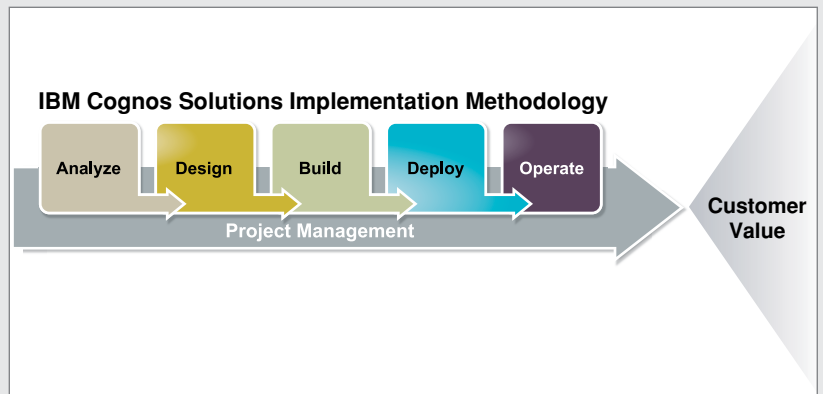 IBM Cognos Solutions Implementation Methodology
Analyze
Design
Build
Deploy
Operate
Project Management
Customer
Value